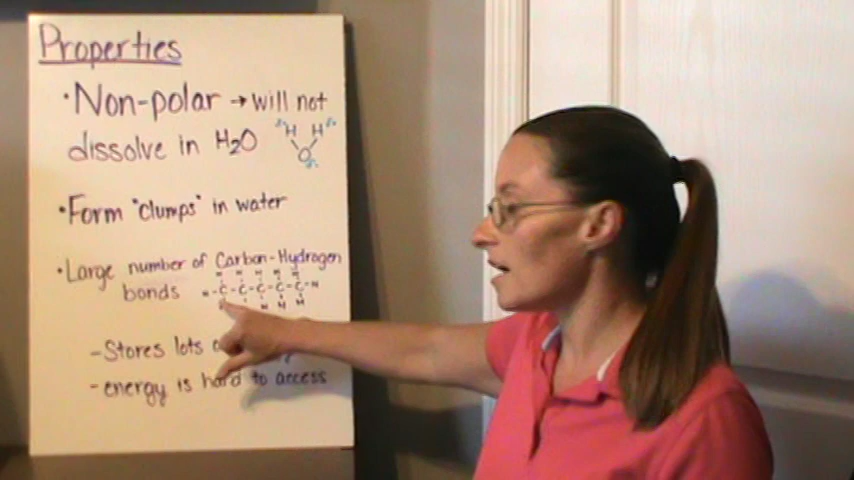 Properties
• Non-polar → will not
dissolve in H₂O
H H
O
• Form "clumps" in water
• Large number of Carbon-Hydrogen
bonds
H H H H H
H-C-C-C-C-C-H
H H H
- Stores lots
- energy is hard to access